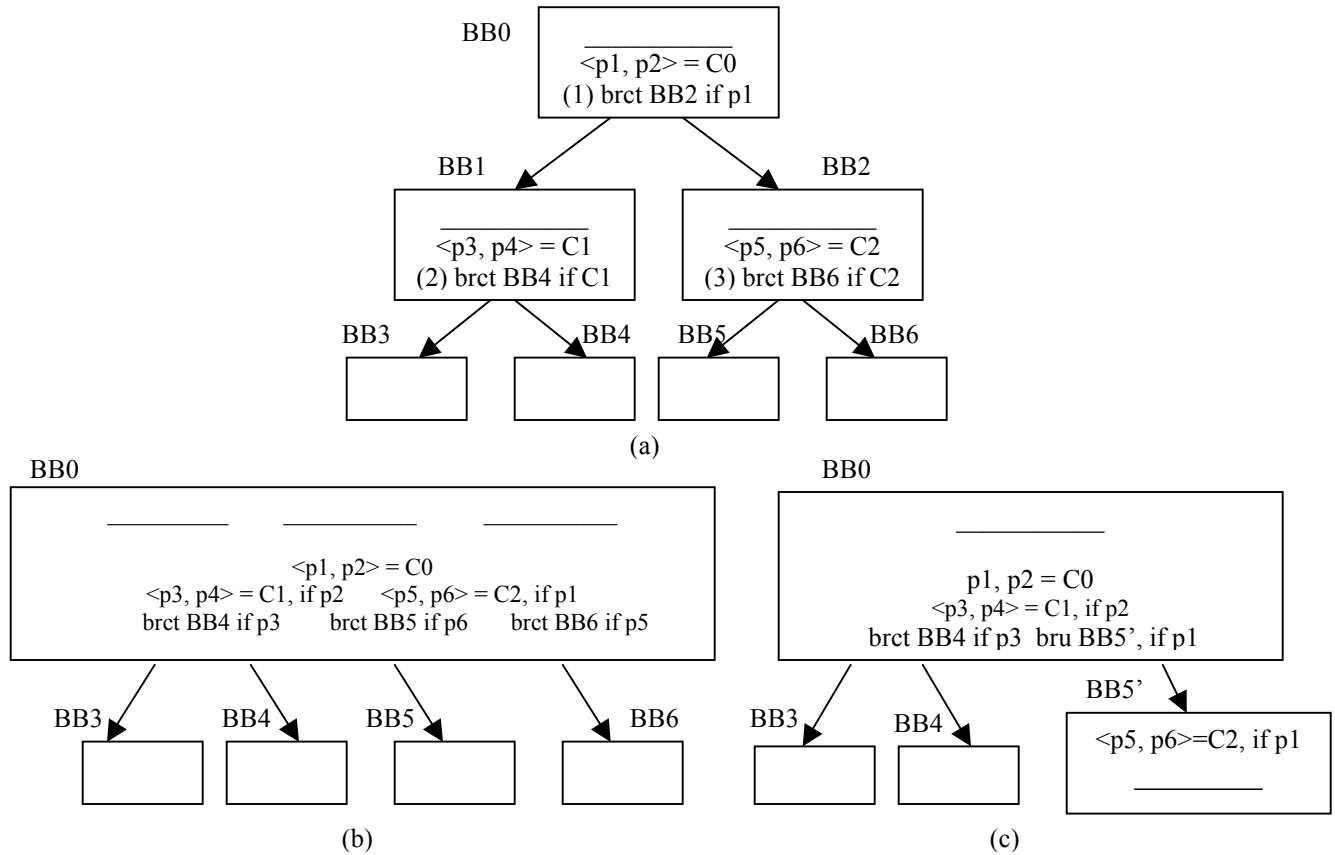 BB0
<p1, p2> = C0
(1) brct BB2 if p1
BB1 BB2
<p3, p4> = C1
(2) brct BB4 if C1
<p5, p6> = C2
(3) brct BB6 if C2
BB3 BB4 BB5 BB6
(a)
BB0
<p1, p2> = C0
<p3, p4> = C1, if p2 <p5, p6> = C2, if p1
brct BB4 if p3 brct BB5 if p6 brct BB6 if p5
BB3 BB4 BB5 BB6
(b)
BB0
p1, p2 = C0
<p3, p4> = C1, if p2
brct BB4 if p3 bru BB5’, if p1
BB3 BB4 BB5’
<p5, p6>=C2, if p1
(c)